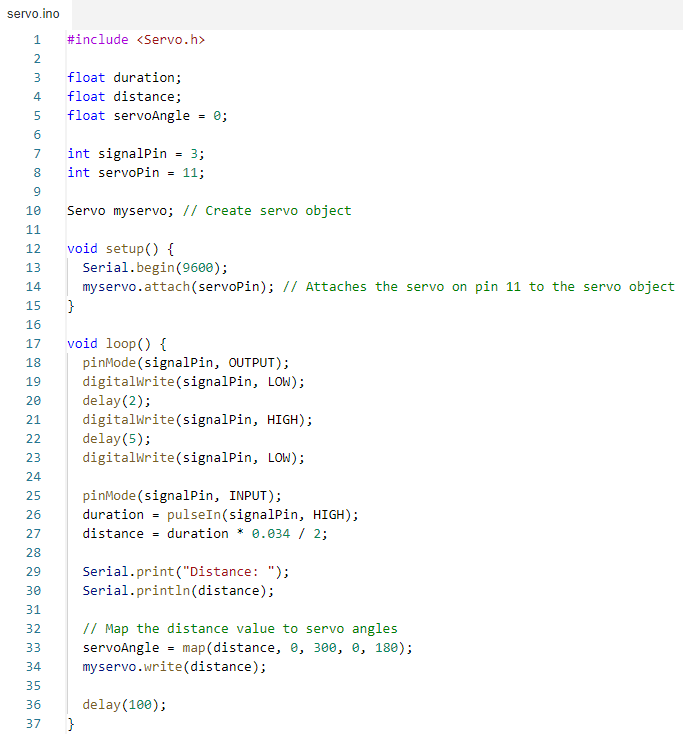 servo.ino
1 #include <Servo.h>
2
3 float duration;
4 float distance;
5 float servoAngle = 0;
6
7 int signalPin = 3;
8 int servoPin = 11;
9
10 Servo myservo; // Create servo object
11
12 void setup() {
13   Serial.begin(9600);
14   myservo.attach(servoPin); // Attaches the servo on pin 11 to the servo object
15 }
16
17 void loop() {
18   pinMode(signalPin, OUTPUT);
19   digitalWrite(signalPin, LOW);
20   delay(2);
21   digitalWrite(signalPin, HIGH);
22   delay(5);
23   digitalWrite(signalPin, LOW);
24
25   pinMode(signalPin, INPUT);
26   duration = pulseIn(signalPin, HIGH);
27   distance = duration * 0.034 / 2;
28
29   Serial.print("Distance: ");
30   Serial.println(distance);
31
32   // Map the distance value to servo angles
33   servoAngle = map(distance, 0, 300, 0, 180);
34   myservo.write(distance);
35
36   delay(100);
37 }